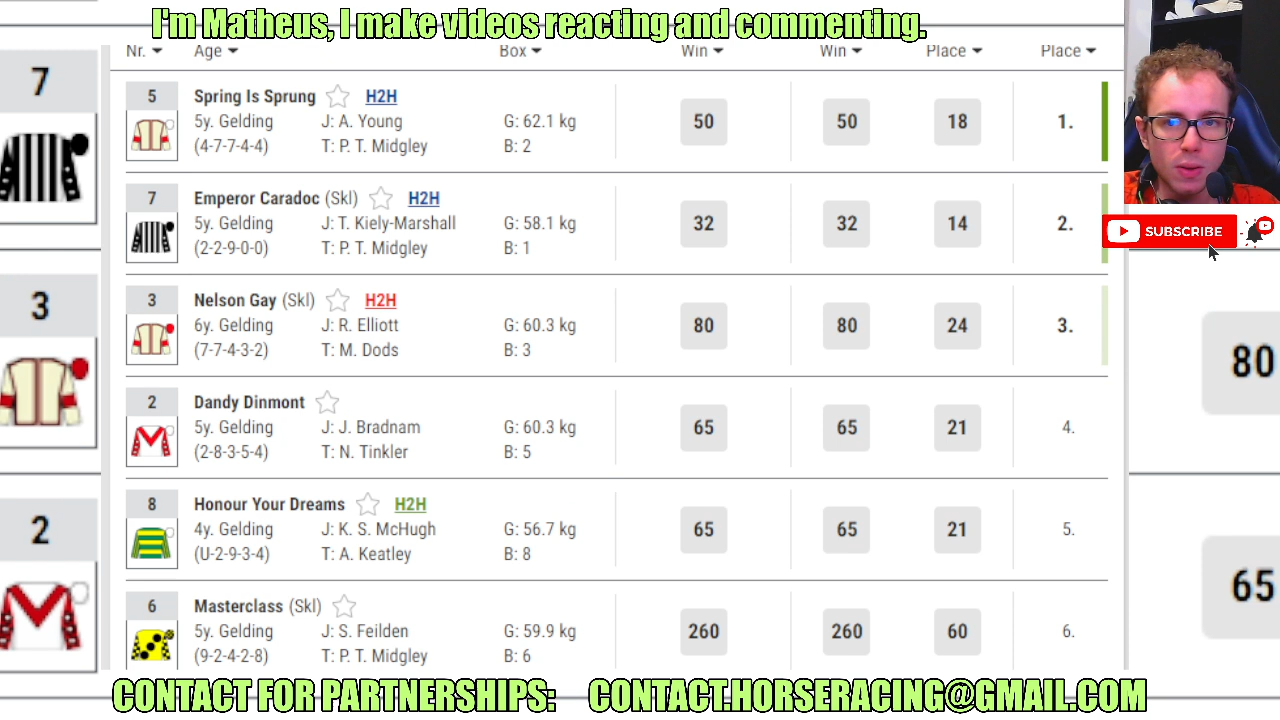 I'm Matheus, I make videos reacting and commenting.
Nr. Age Box Win Win Place Place
5 Spring Is Sprung H2H
5y. Gelding J: A. Young G: 62.1 kg 50 50 18 1.
(4-7-7-4-4) T: P. T. Midgley B: 2
7 Emperor Caradoc (Skl) H2H
5y. Gelding J: T. Kiely-Marshall G: 58.1 kg 32 32 14 2.
(2-2-9-0-0) T: P. T. Midgley B: 1
3 Nelson Gay (Skl) H2H
6y. Gelding J: R. Elliott G: 60.3 kg 80 80 24 3.
(7-7-4-3-2) T: M. Dods B: 3
2 Dandy Dinmont
5y. Gelding J: J. Bradnam G: 60.3 kg 65 65 21 4.
(2-8-3-5-4) T: N. Tinkler B: 5
8 Honour Your Dreams H2H
4y. Gelding J: K. S. McHugh G: 56.7 kg 65 65 21 5.
(U-2-9-3-4) T: A. Keatley B: 8
6 Masterclass (Skl)
5y. Gelding J: S. Feilden G: 59.9 kg 260 260 60 6.
(9-2-4-2-8) T: P. T. Midgley B: 6
7
3
2
SUBSCRIBE
80
65
CONTACT FOR PARTNERSHIPS: CONTACT.HORSERACING@GMAIL.COM